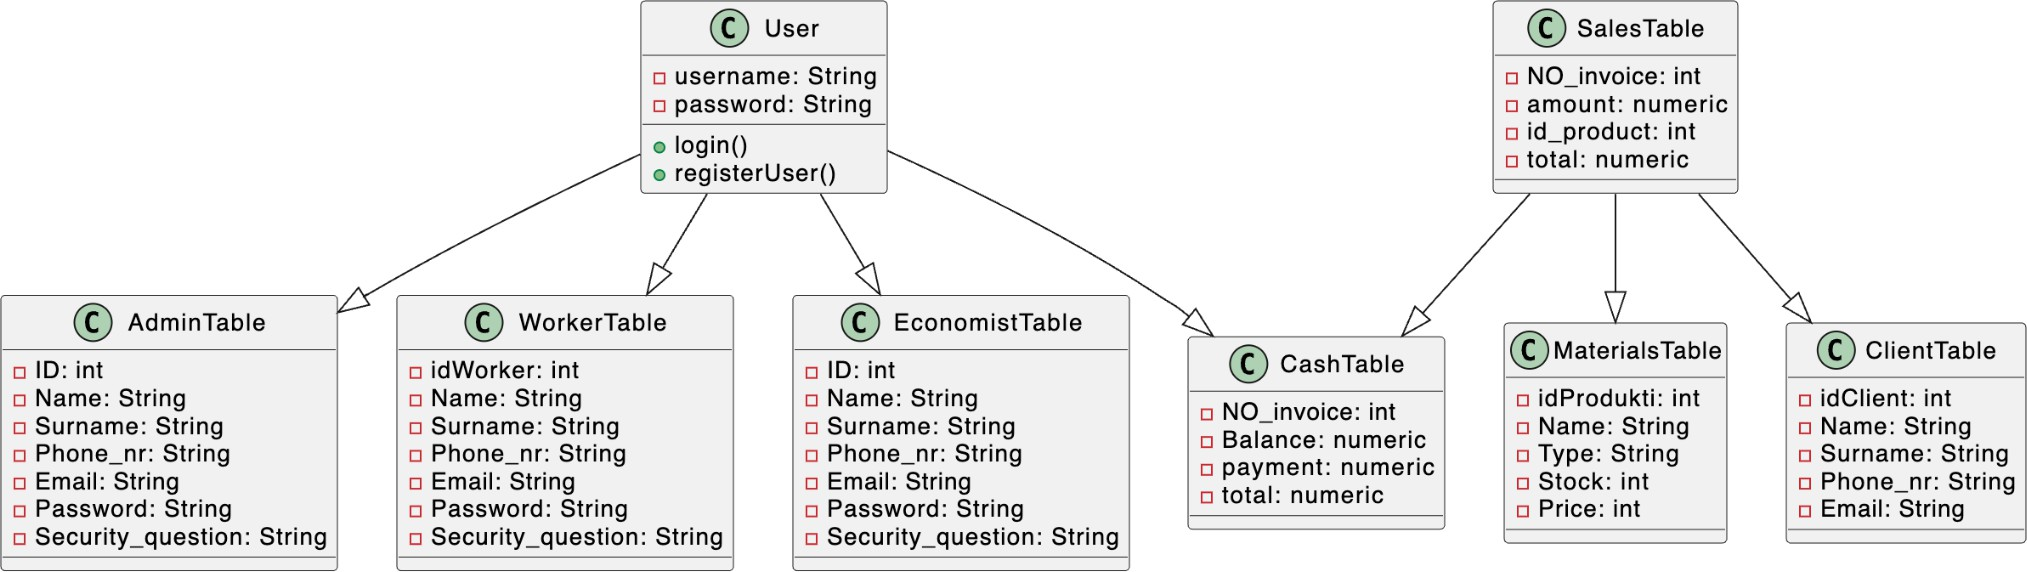 C User
username: String
password: String
login()
registerUser()
C SalesTable
NO_invoice: int
amount: numeric
id_product: int
total: numeric
C AdminTable
ID: int
Name: String
Surname: String
Phone_nr: String
Email: String
Password: String
Security_question: String
C WorkerTable
idWorker: int
Name: String
Surname: String
Phone_nr: String
Email: String
Password: String
Security_question: String
C EconomistTable
ID: int
Name: String
Surname: String
Phone_nr: String
Email: String
Password: String
Security_question: String
C CashTable
NO_invoice: int
Balance: numeric
payment: numeric
total: numeric
C MaterialsTable
idProdukti: int
Name: String
Type: String
Stock: int
Price: int
C ClientTable
idClient: int
Name: String
Surname: String
Phone_nr: String
Email: String